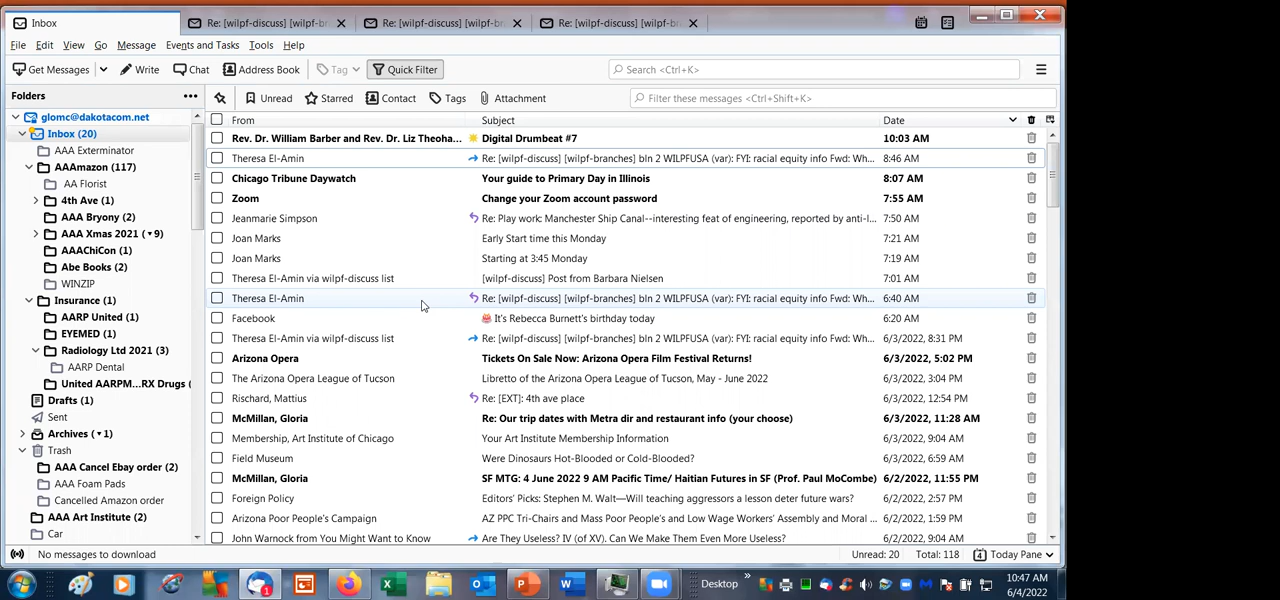 Inbox
Re: [wilpf-discuss] [wilpf-br
Re: [wilpf-discuss] [wilpf-br
Re: [wilpf-discuss] [wilpf-br
File Edit View Go Message Events and Tasks Tools Help
Get Messages Write Chat Address Book Tag Quick Filter Search <Ctrl+K>
Folders
Unread Starred Contact Tags Attachment Filter these messages <Ctrl+Shift+K>
glomc@dakotacom.net
Inbox (20)
AAA Exterminator
AAAmazon (117)
AA Florist
4th Ave (1)
AAA Bryony (2)
AAA Xmas 2021 (▾ 9)
AAAChiCon (1)
Abe Books (2)
WINZIP
Insurance (1)
AARP United (1)
EYEMED (1)
Radiology Ltd 2021 (3)
AARP Dental
United AARPM...RX Drugs (
Drafts (1)
Sent
Archives (▾ 1)
Trash
AAA Cancel Ebay order (2)
AAA Foam Pads
Cancelled Amazon order
AAA Art Institute (2)
Car
From Subject Date
Rev. Dr. William Barber and Rev. Dr. Liz Theoha... Digital Drumbeat #7 10:03 AM
Theresa El-Amin Re: [wilpf-discuss] [wilpf-branches] bln 2 WILPFUSA (var): FYI: racial equity info Fwd: Wh... 8:46 AM
Chicago Tribune Daywatch Your guide to Primary Day in Illinois 8:07 AM
Zoom Change your Zoom account password 7:55 AM
Jeanmarie Simpson Re: Play work: Manchester Ship Canal--interesting feat of engineering, reported by anti-l... 7:50 AM
Joan Marks Early Start time this Monday 7:21 AM
Joan Marks Starting at 3:45 Monday 7:19 AM
Theresa El-Amin via wilpf-discuss list [wilpf-discuss] Post from Barbara Nielsen 7:01 AM
Theresa El-Amin Re: [wilpf-discuss] [wilpf-branches] bln 2 WILPFUSA (var): FYI: racial equity info Fwd: Wh... 6:40 AM
Facebook It's Rebecca Burnett's birthday today 6:20 AM
Theresa El-Amin via wilpf-discuss list Re: [wilpf-discuss] [wilpf-branches] bln 2 WILPFUSA (var): FYI: racial equity info Fwd: Wh... 6/3/2022, 8:31 PM
Arizona Opera Tickets On Sale Now: Arizona Opera Film Festival Returns! 6/3/2022, 5:02 PM
The Arizona Opera League of Tucson Libretto of the Arizona Opera League of Tucson, May - June 2022 6/3/2022, 3:04 PM
Rischard, Mattius Re: [EXT]: 4th ave place 6/3/2022, 12:54 PM
McMillan, Gloria Re: Our trip dates with Metra dir and restaurant info (your choose) 6/3/2022, 11:28 AM
Membership, Art Institute of Chicago Your Art Institute Membership Information 6/3/2022, 9:04 AM
Field Museum Were Dinosaurs Hot-Blooded or Cold-Blooded? 6/3/2022, 6:59 AM
McMillan, Gloria SF MTG: 4 June 2022 9 AM Pacific Time/ Haitian Futures in SF (Prof. Paul MoCombe) 6/2/2022, 11:55 PM
Foreign Policy Editors' Picks: Stephen M. Walt—Will teaching aggressors a lesson deter future wars? 6/2/2022, 2:57 PM
Arizona Poor People's Campaign AZ PPC Tri-Chairs and Mass Poor People's and Low Wage Workers' Assembly and Moral ... 6/2/2022, 1:59 PM
John Warnock from You Might Want to Know Are They Useless? IV (of XV). Can We Make Them Even More Useless? 6/2/2022, 9:04 AM
No messages to download Unread: 20 Total: 118 4 Today Pane
Desktop » 10:47 AM
6/4/2022